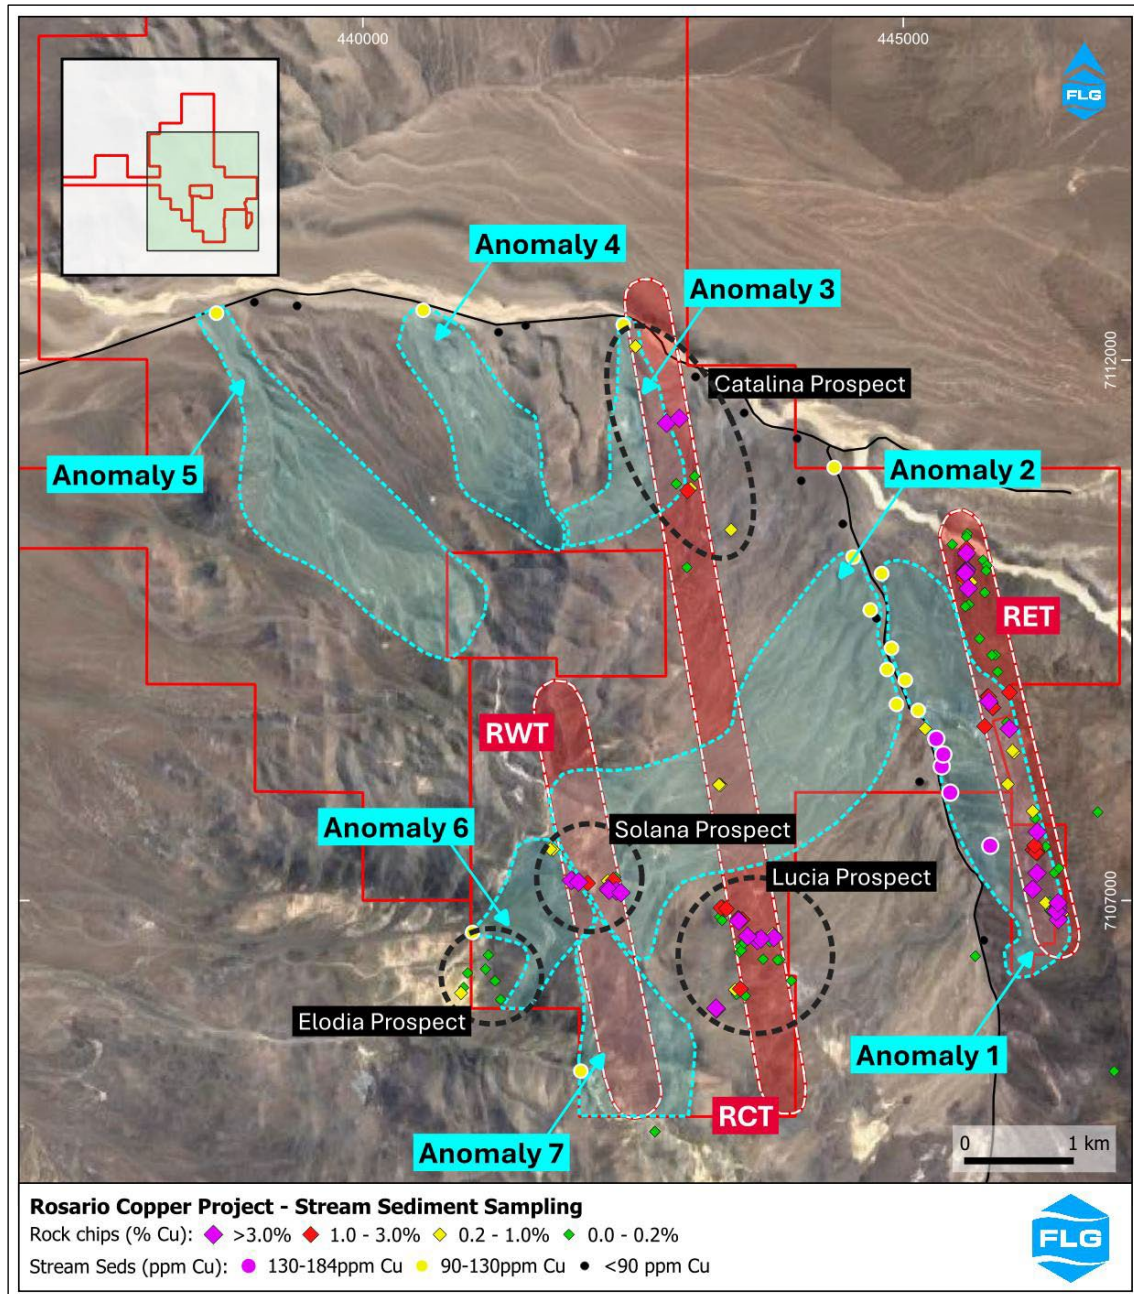 440000
445000
FLG
Anomaly 4
Anomaly 3
7112000
Catalina Prospect
Anomaly 5
Anomaly 2
RET
RWT
Anomaly 6
Solana Prospect
Lucia Prospect
7107000
Elodia Prospect
Anomaly 1
RCT
Anomaly 7
0 1 km
Rosario Copper Project - Stream Sediment Sampling
Rock chips (% Cu): >3.0% 1.0 - 3.0% 0.2 - 1.0% 0.0 - 0.2%
Stream Seds (ppm Cu): 130-184ppm Cu 90-130ppm Cu <90 ppm Cu
FLG